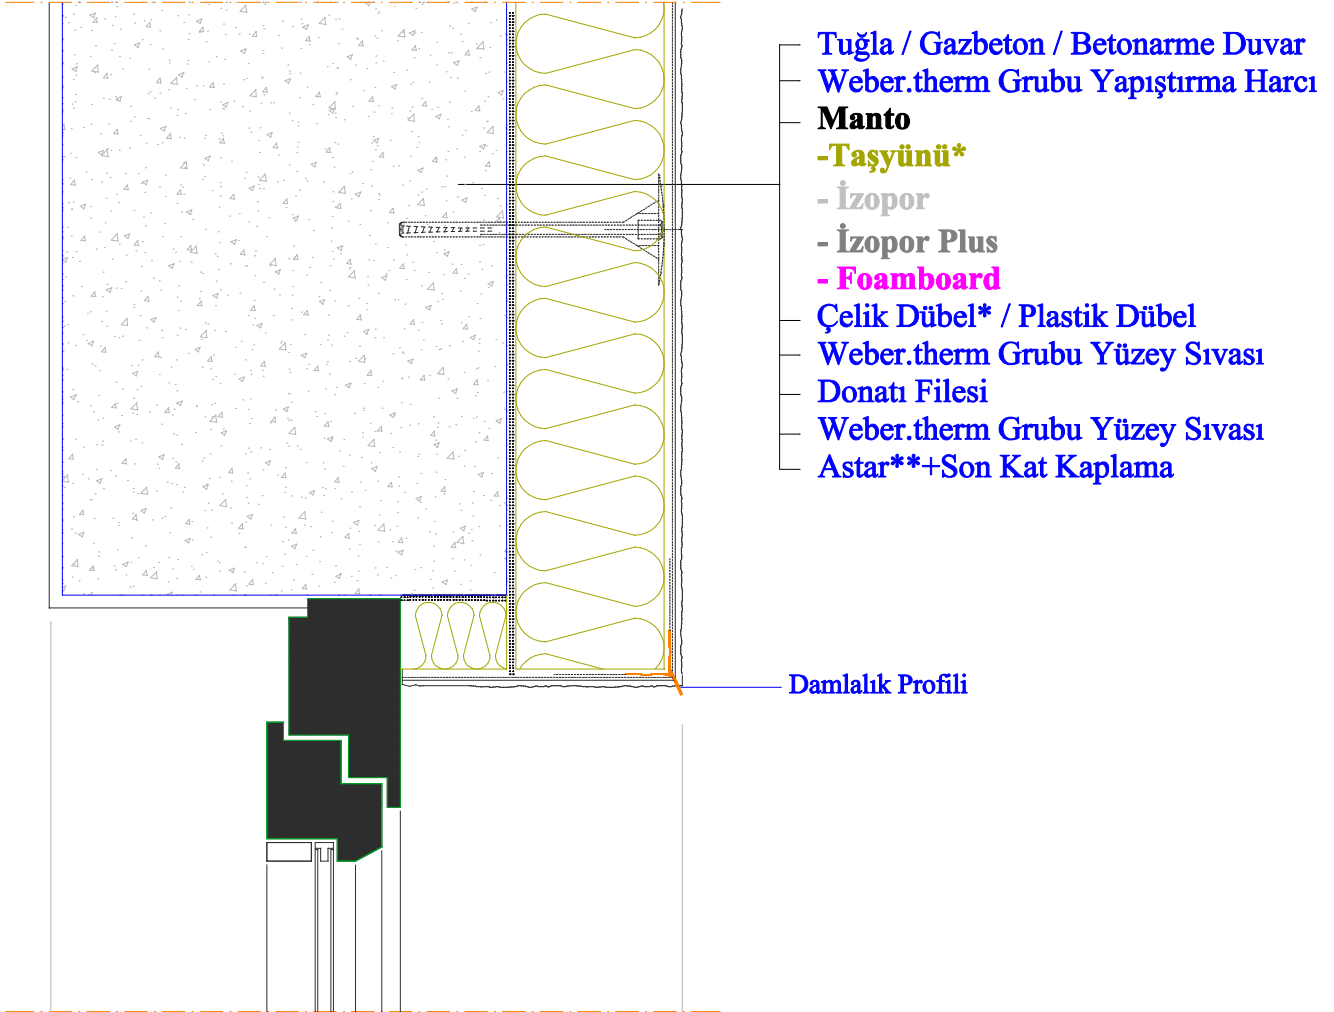 Tuğla / Gazbeton / Betonarme Duvar
Weber.therm Grubu Yapıştırma Harcı
Manto
-Taşyünü*
- İzopor
- İzopor Plus
- Foamboard
Çelik Dübel* / Plastik Dübel
Weber.therm Grubu Yüzey Sıvası
Donatı Filesi
Weber.therm Grubu Yüzey Sıvası
Astar**+Son Kat Kaplama
Damlalık Profili